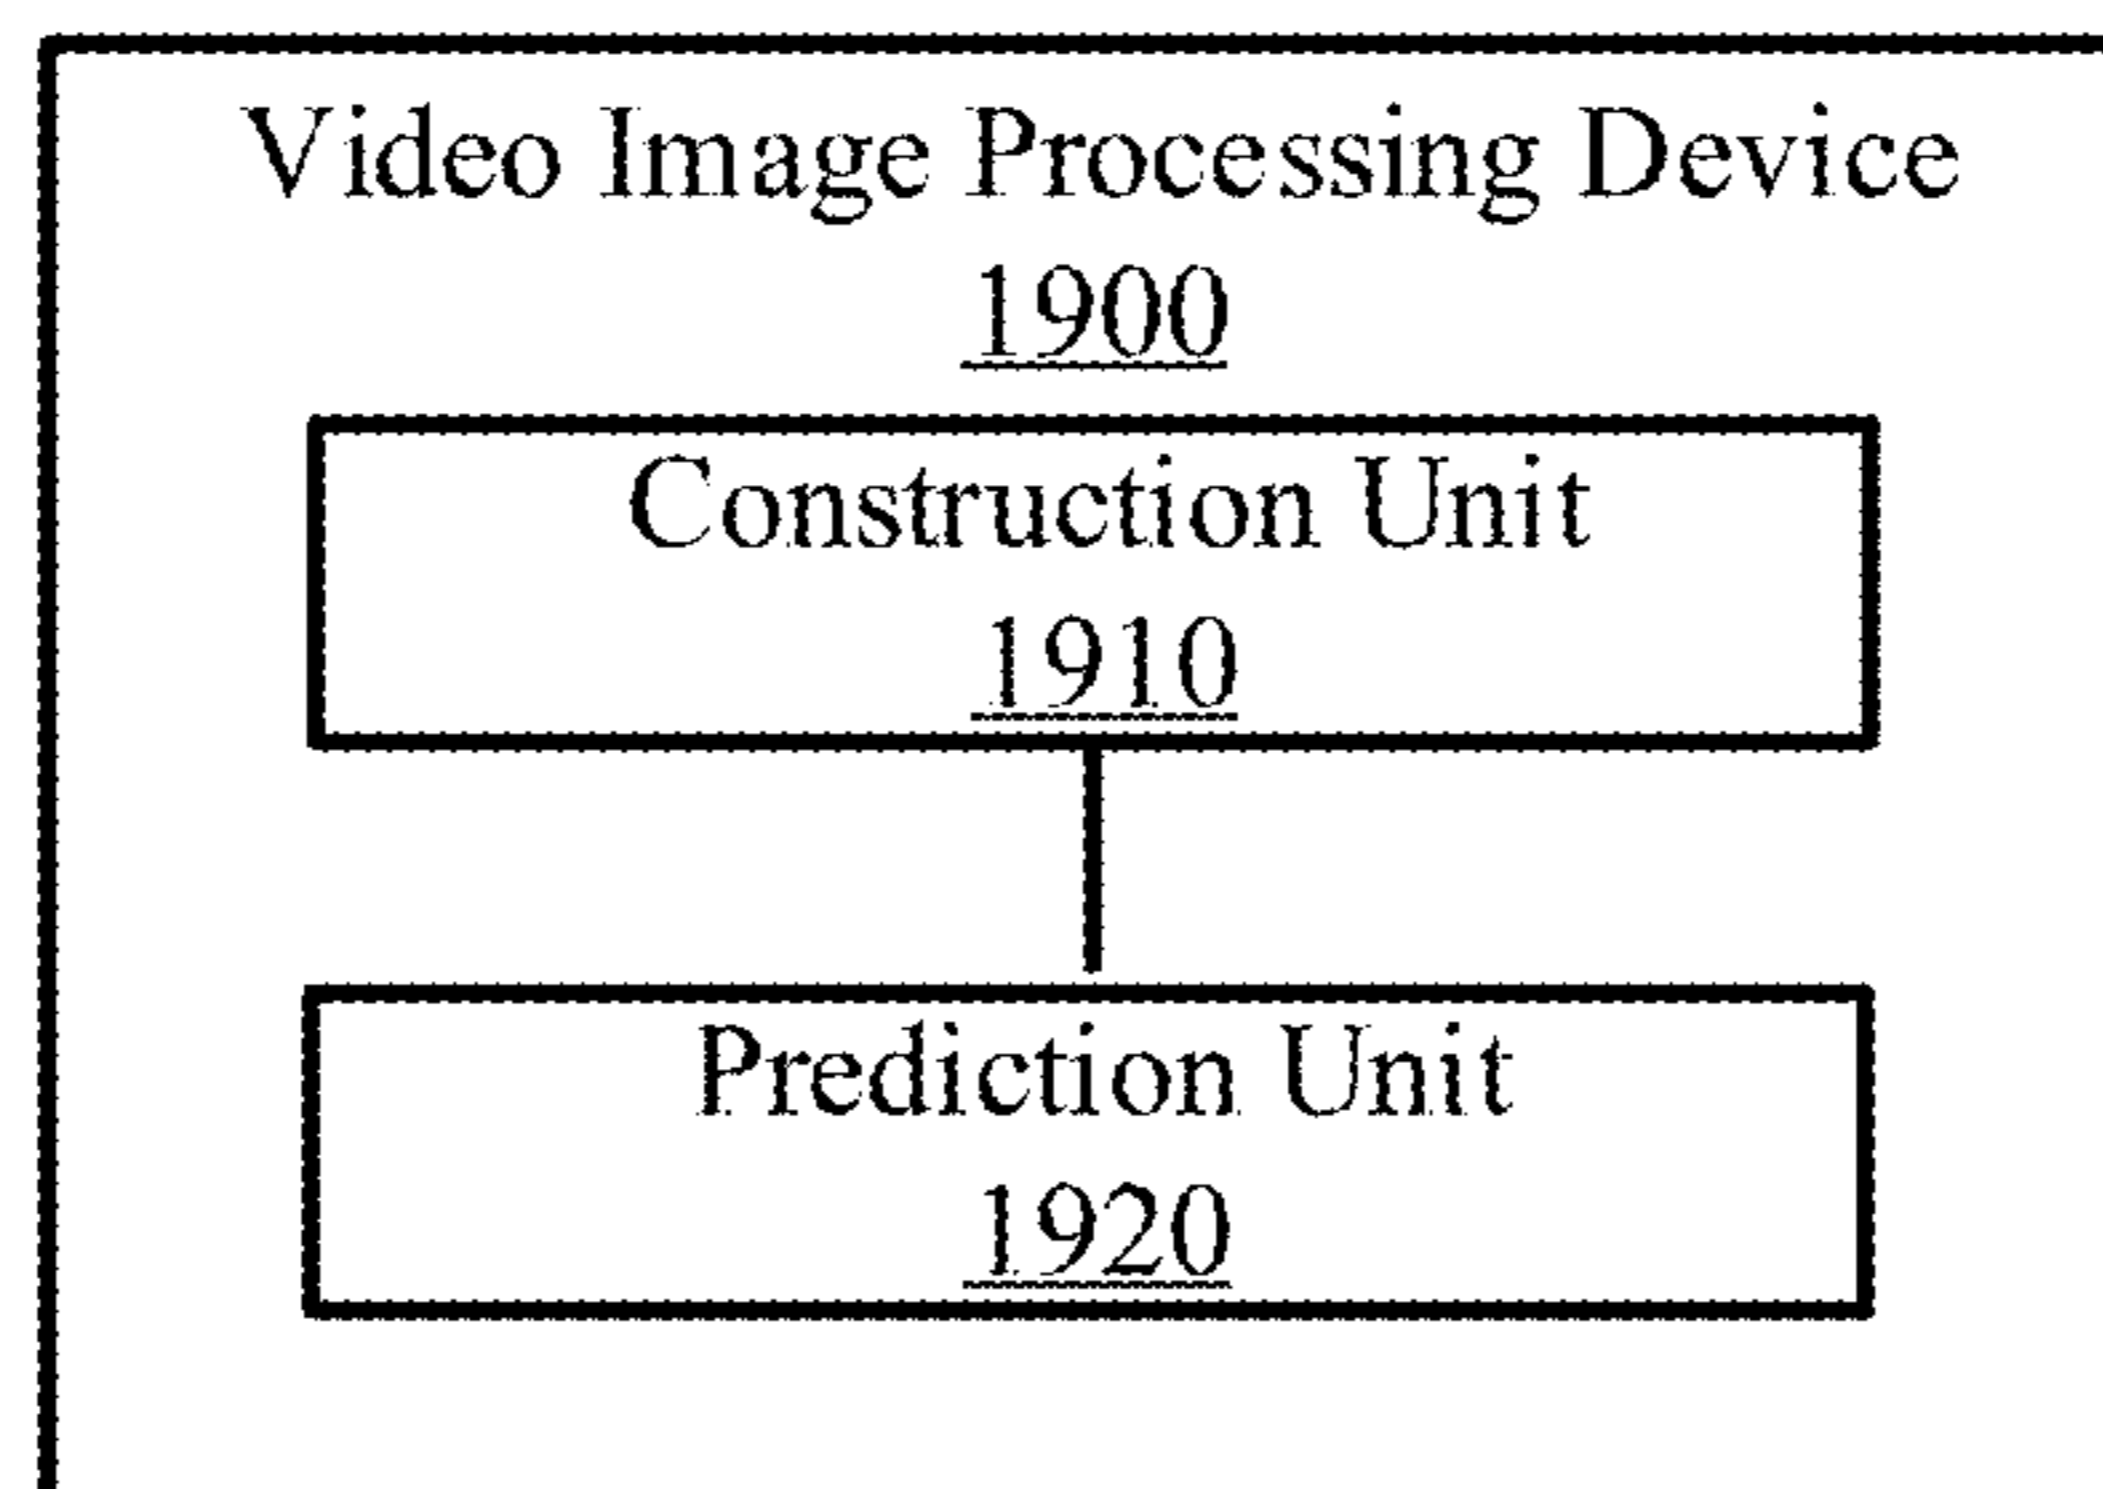 Video Image Processing Device
1900
Construction Unit
1910
Prediction Unit
1920